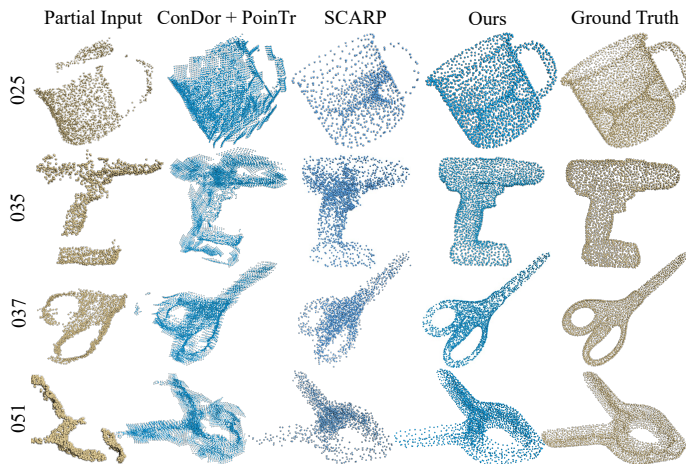 Partial Input ConDor + PoinTr SCARP Ours Ground Truth
025
035
037
051